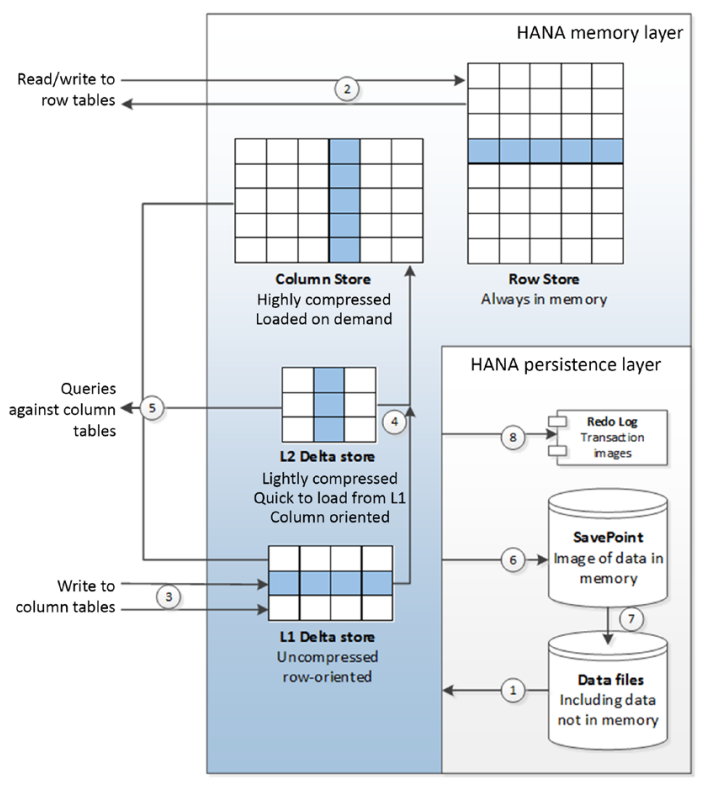 HANA memory layer
Read/write to
row tables
2
Column Store
Highly compressed
Loaded on demand
Row Store
Always in memory
HANA persistence layer
Queries
against column
tables
5
4
L2 Delta store
Lightly compressed
Quick to load from L1
Column oriented
8
Redo Log
Transaction
images
6
SavePoint
Image of data in
memory
Write to
column tables
3
L1 Delta store
Uncompressed
row-oriented
7
1
Data files
Including data
not in memory